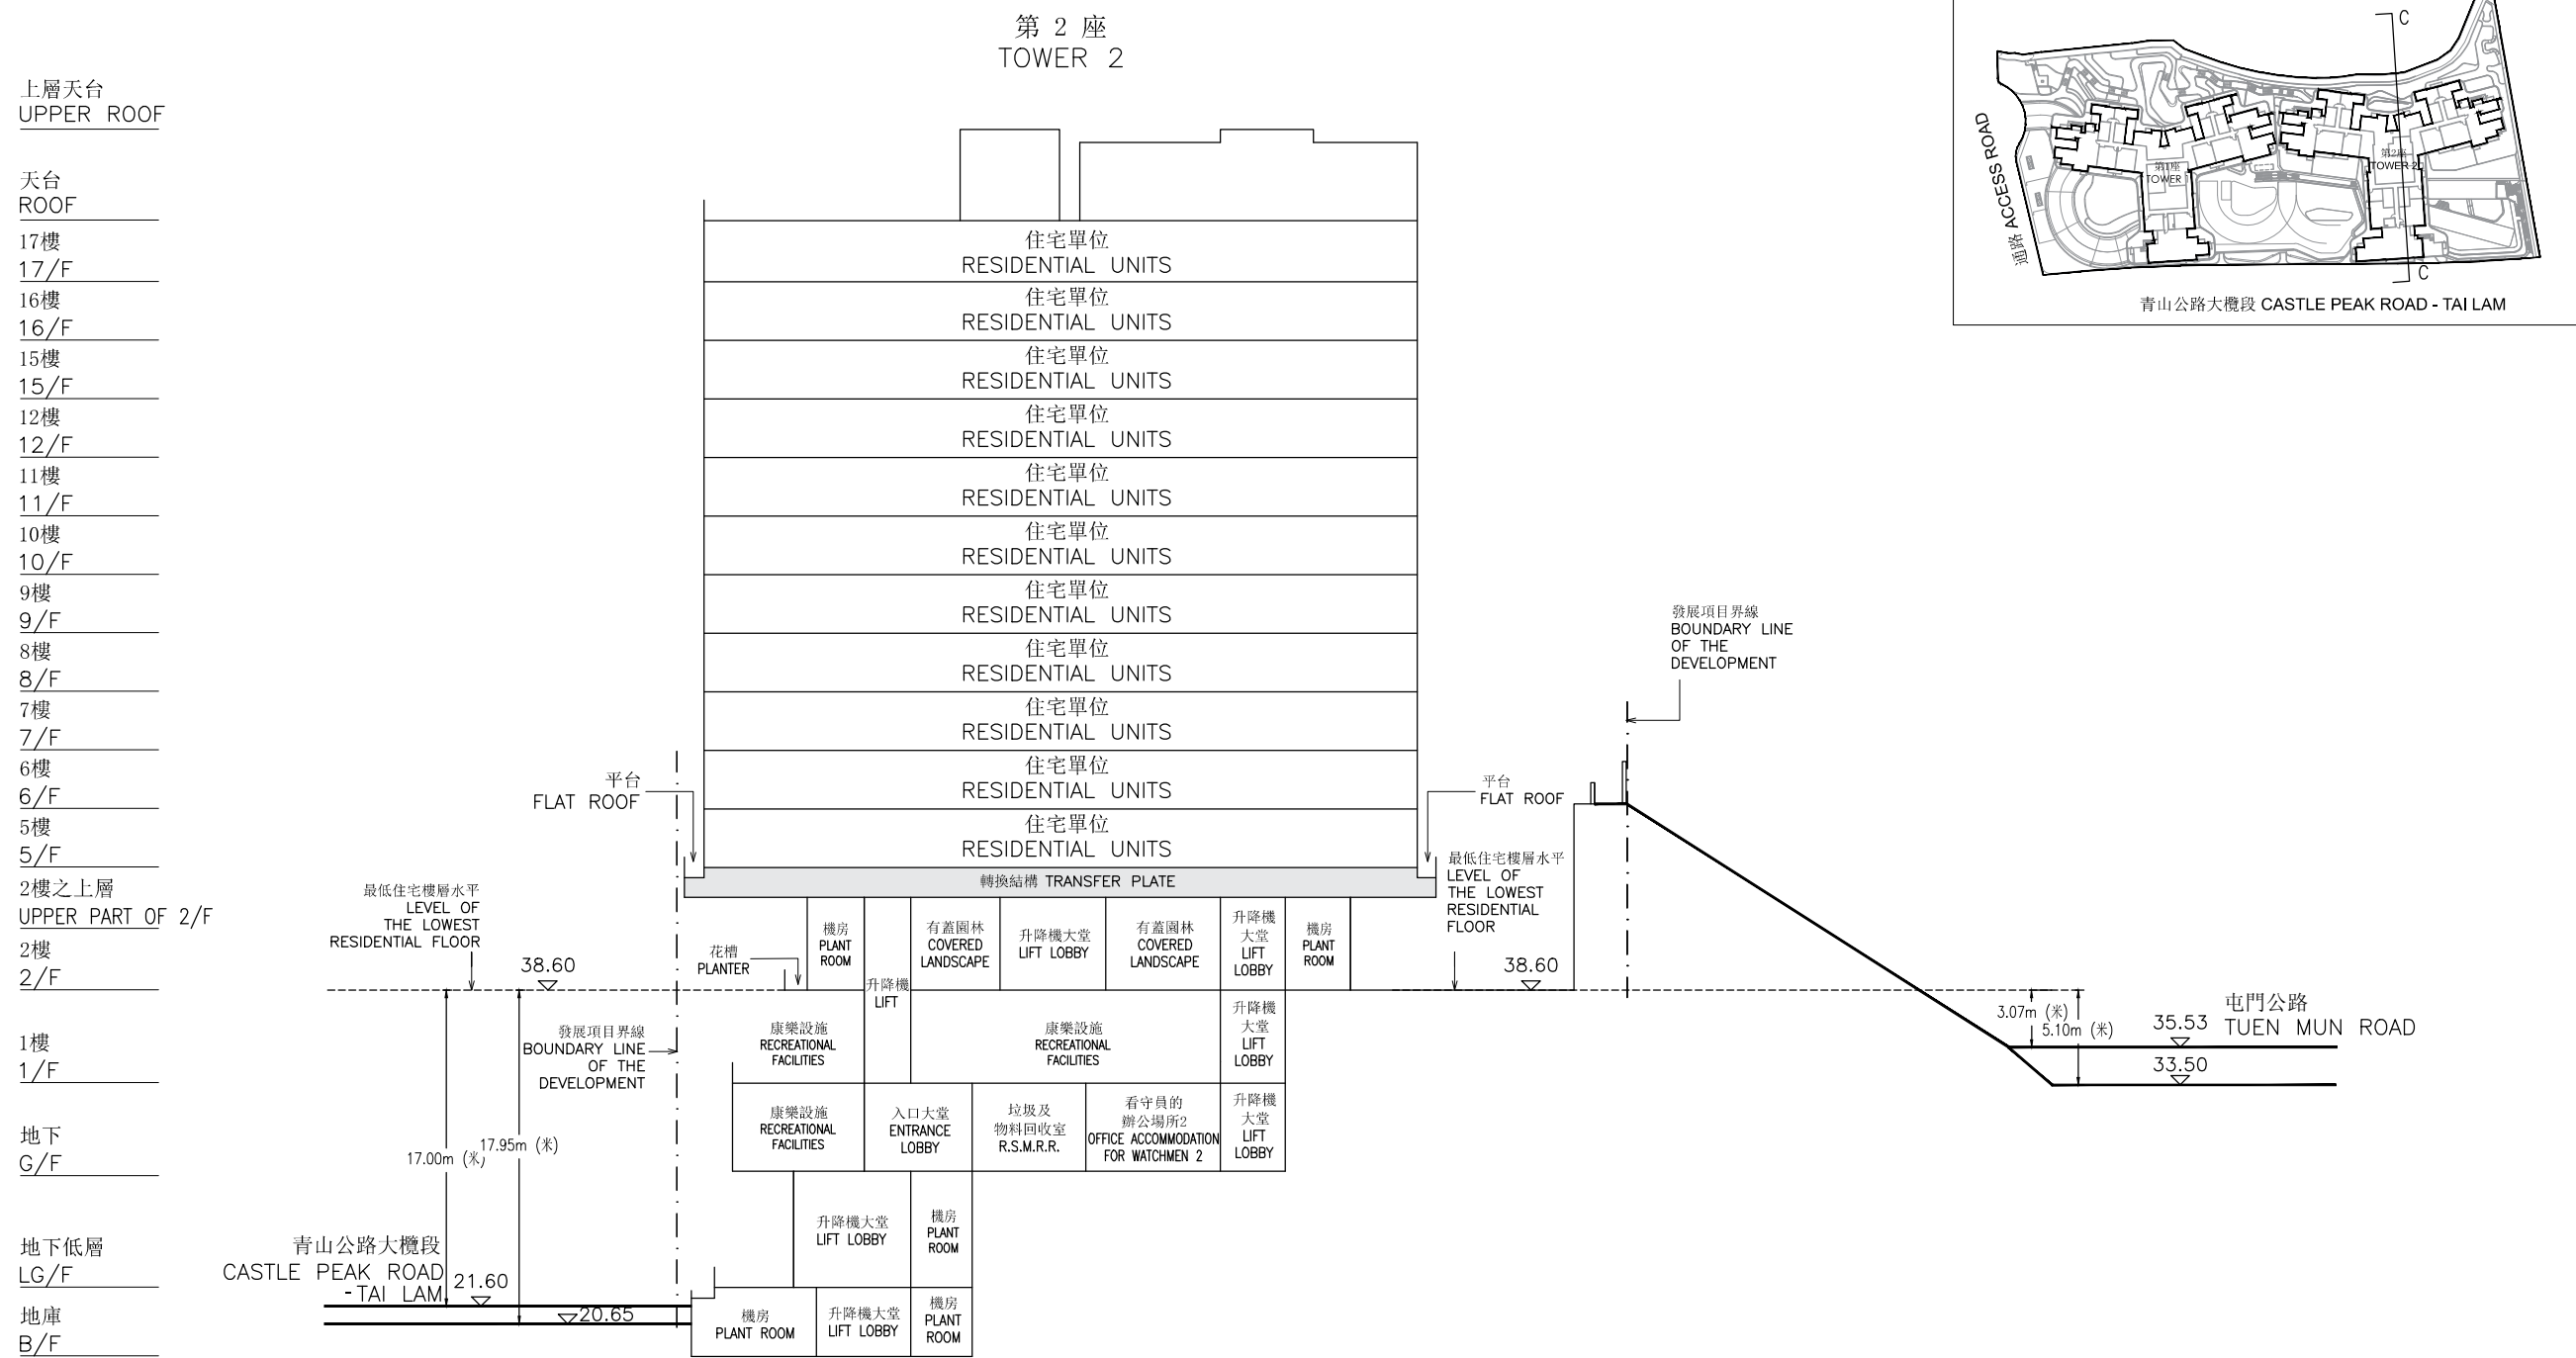 第 2 座
TOWER 2
上層天台
UPPER ROOF
天台
ROOF
17樓
17/F
16樓
16/F
15樓
15/F
12樓
12/F
11樓
11/F
10樓
10/F
9樓
9/F
8樓
8/F
7樓
7/F
6樓
6/F
5樓
5/F
2樓之上層
UPPER PART OF 2/F
2樓
2/F
1樓
1/F
地下
G/F
地下低層
LG/F
地庫
B/F
住宅單位
RESIDENTIAL UNITS
住宅單位
RESIDENTIAL UNITS
住宅單位
RESIDENTIAL UNITS
住宅單位
RESIDENTIAL UNITS
住宅單位
RESIDENTIAL UNITS
住宅單位
RESIDENTIAL UNITS
住宅單位
RESIDENTIAL UNITS
住宅單位
RESIDENTIAL UNITS
住宅單位
RESIDENTIAL UNITS
住宅單位
RESIDENTIAL UNITS
住宅單位
RESIDENTIAL UNITS
平台
FLAT ROOF
平台
FLAT ROOF
轉換結構 TRANSFER PLATE
最低住宅樓層水平
LEVEL OF
THE LOWEST
RESIDENTIAL FLOOR
38.60
花槽
PLANTER
機房
PLANT
ROOM
升降機
LIFT
有蓋園林
COVERED
LANDSCAPE
升降機大堂
LIFT LOBBY
有蓋園林
COVERED
LANDSCAPE
升降機
大堂
LIFT
LOBBY
機房
PLANT
ROOM
最低住宅樓層水平
LEVEL OF
THE LOWEST
RESIDENTIAL
FLOOR
38.60
發展項目界線
BOUNDARY LINE
OF THE
DEVELOPMENT
發展項目界線
BOUNDARY LINE
OF THE
DEVELOPMENT
康樂設施
RECREATIONAL
FACILITIES
康樂設施
RECREATIONAL
FACILITIES
升降機
大堂
LIFT
LOBBY
康樂設施
RECREATIONAL
FACILITIES
入口大堂
ENTRANCE
LOBBY
垃圾及
物料回收室
R.S.M.R.R.
看守員的
辦公場所2
OFFICE ACCOMMODATION
FOR WATCHMEN 2
升降機
大堂
LIFT
LOBBY
17.00m (米)
17.95m (米)
升降機大堂
LIFT LOBBY
機房
PLANT
ROOM
青山公路大欖段
CASTLE PEAK ROAD
-TAI LAM
21.60
20.65
機房
PLANT ROOM
升降機大堂
LIFT LOBBY
機房
PLANT
ROOM
3.07m (米)
5.10m (米)
35.53
33.50
屯門公路
TUEN MUN ROAD
C
通路 ACCESS ROAD
第1座
TOWER 1
第2座
TOWER 2
C
青山公路大欖段 CASTLE PEAK ROAD - TAI LAM